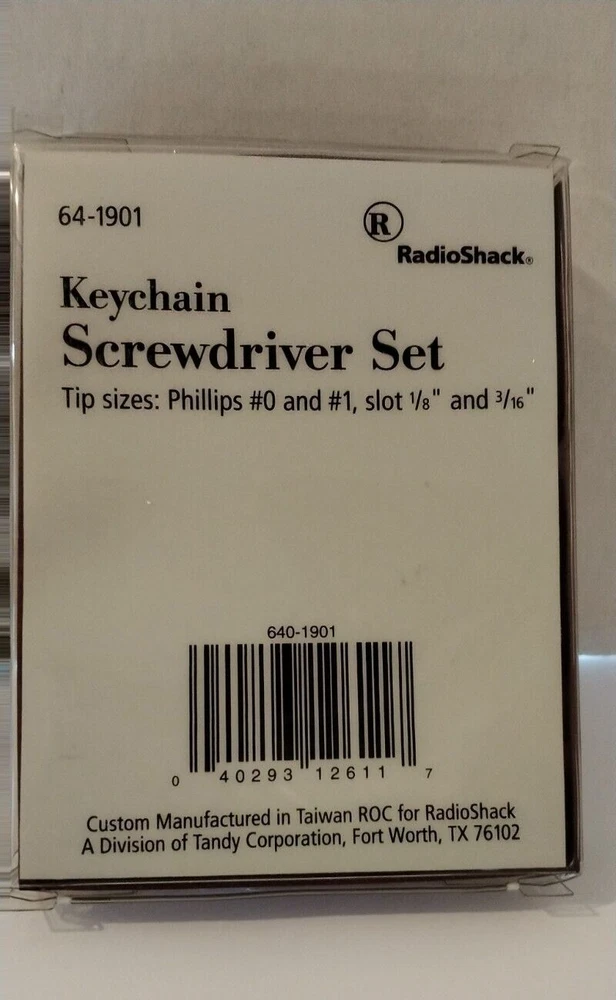 64-1901
R
RadioShack®
Keychain
Screwdriver Set
Tip sizes: Phillips #0 and #1, slot 1/8" and 3/16"
640-1901
0 40293 12611 7
Custom Manufactured in Taiwan ROC for RadioShack
A Division of Tandy Corporation, Fort Worth, TX 76102